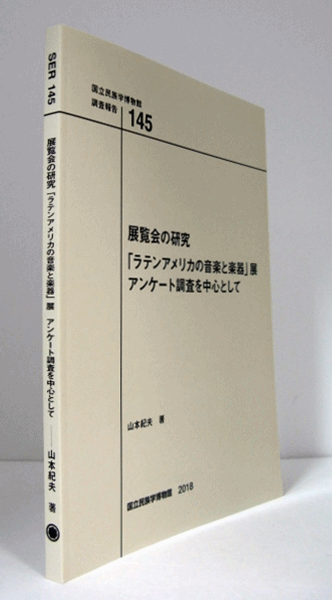 SER 145
展覧会の研究「ラテンアメリカの音楽と楽器」展 アンケート調査を中心として
山本紀夫 著
国立民族学博物館
調査報告 145
展覧会の研究
「ラテンアメリカの音楽と楽器」展
アンケート調査を中心として
山本紀夫 著
国立民族学博物館 2018